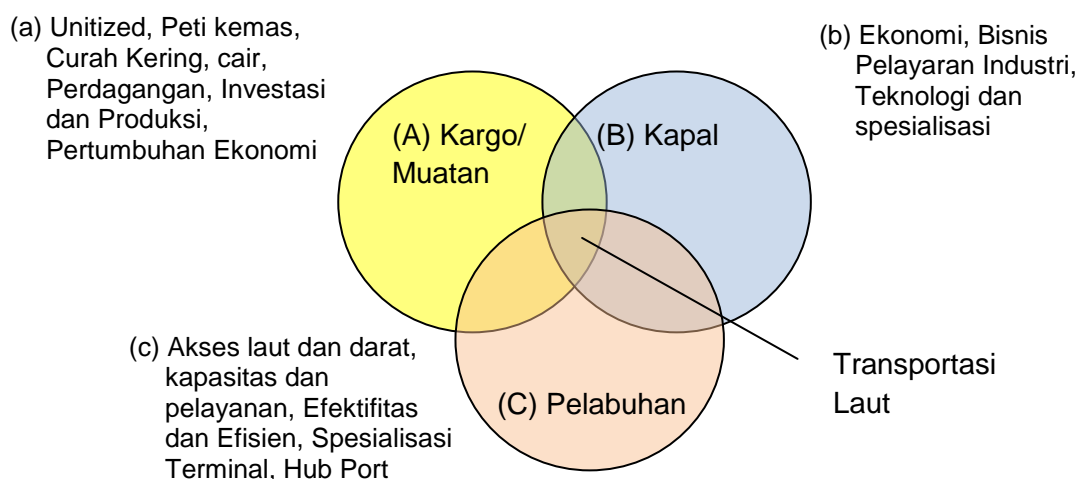 (a) Unitized, Peti kemas,
Curah Kering, cair,
Perdagangan, Investasi
dan Produksi,
Pertumbuhan Ekonomi
(b) Ekonomi, Bisnis
Pelayaran Industri,
Teknologi dan
spesialisasi
(A) Kargo/
Muatan
(B) Kapal
(c) Akses laut dan darat,
kapasitas dan
pelayanan, Efektifitas
dan Efisien, Spesialisasi
Terminal, Hub Port
(C) Pelabuhan
Transportasi
Laut